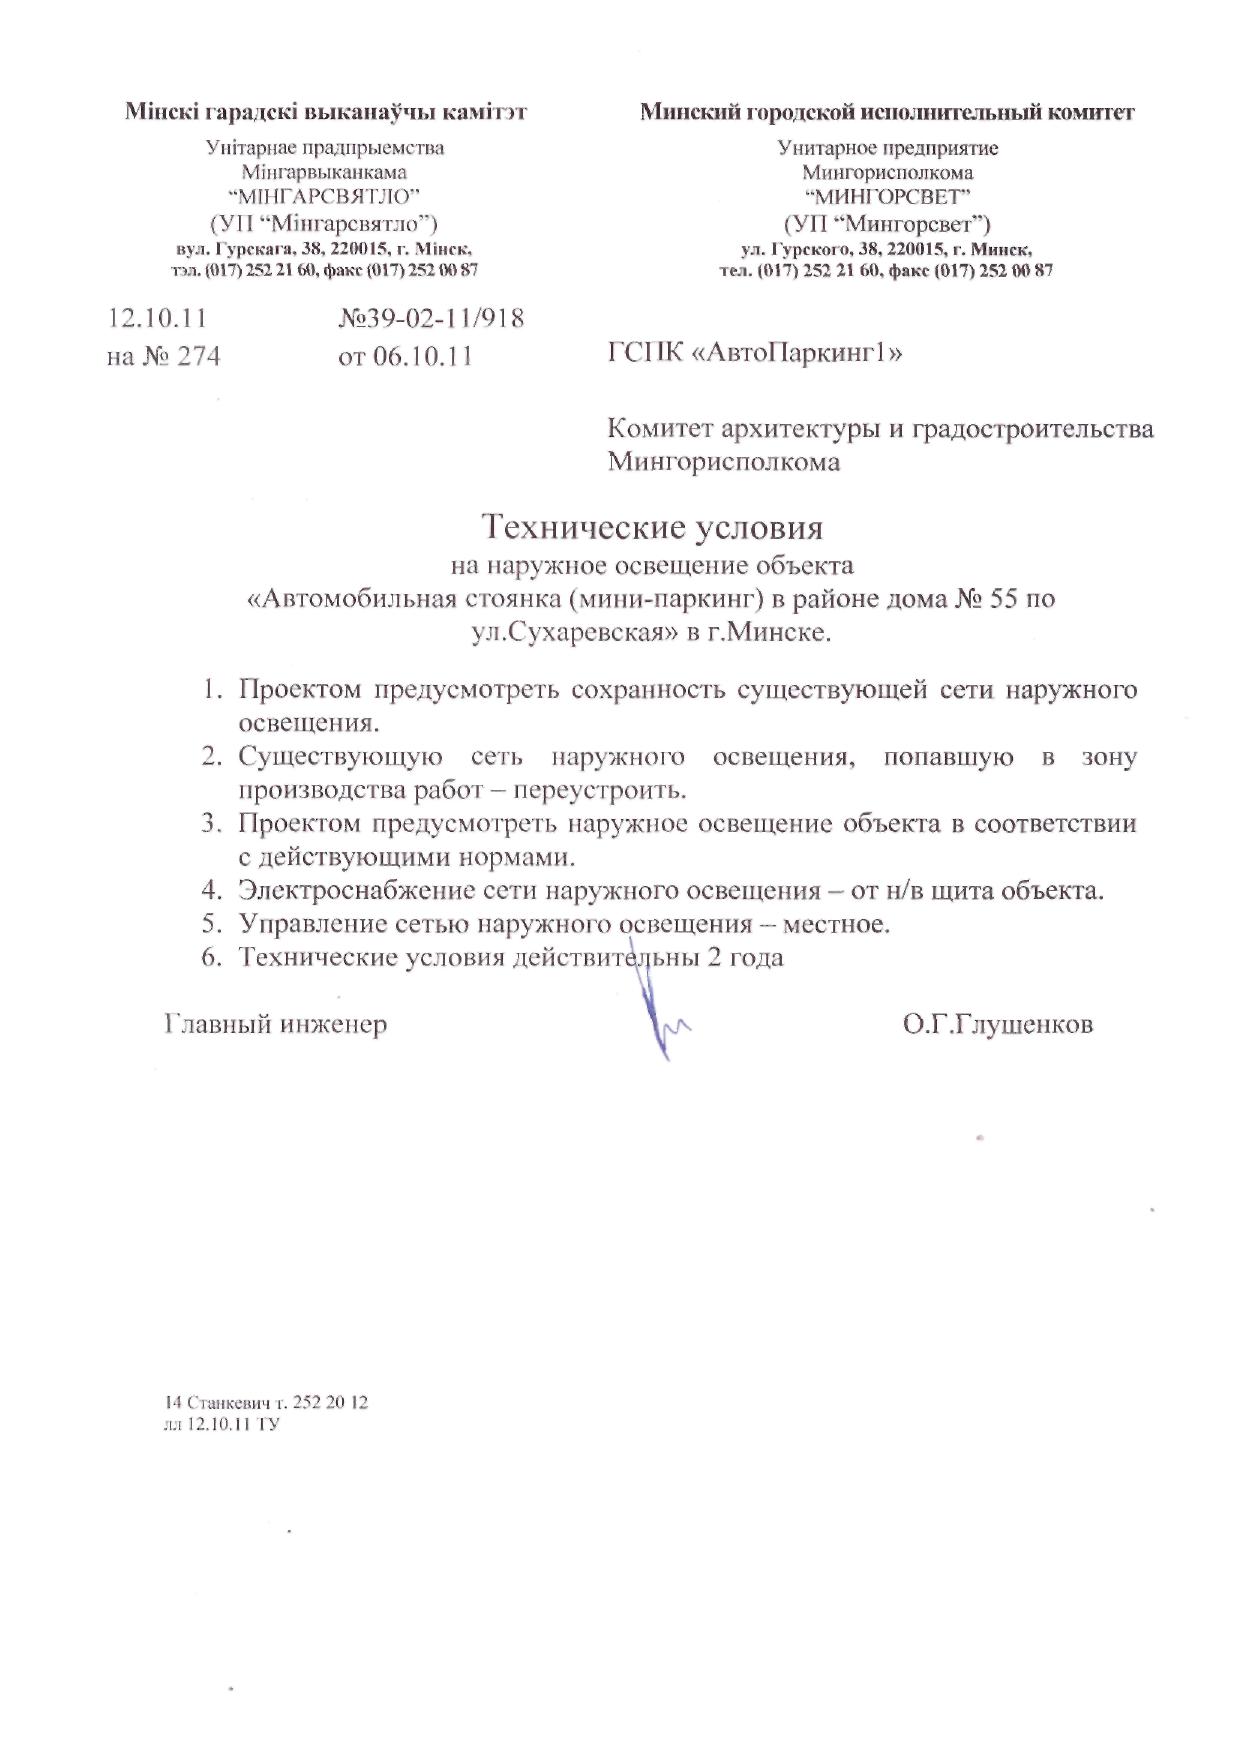 Мінскі гарадскі выканаўчы камітэт
Унітарнае прадпрыемства
Мінгарвыканкама
“МІНГАРСВЯТЛО”
(УП “Мінгарсвятло”)
вул. Гурскага, 38, 220015, г. Мінск,
тэл. (017) 252 21 60, факс (017) 252 00 87
Минский городской исполнительный комитет
Унитарное предприятие
Мингорисполкома
“МИНГОРСВЕТ”
(УП “Мингорсвет”)
ул. Гурского, 38, 220015, г. Минск,
тел. (017) 252 21 60, факс (017) 252 00 87
12.10.11 №39-02-11/918
на № 274 от 06.10.11
ГСПК «АвтоПаркинг1»
Комитет архитектуры и градостроительства
Мингорисполкома
Технические условия
на наружное освещение объекта
«Автомобильная стоянка (мини-паркинг) в районе дома № 55 по
ул.Сухаревская» в г.Минске.
1. Проектом предусмотреть сохранность существующей сети наружного
освещения.
2. Существующую сеть наружного освещения, попавшую в зону
производства работ – переустроить.
3. Проектом предусмотреть наружное освещение объекта в соответствии
с действующими нормами.
4. Электроснабжение сети наружного освещения – от н/в щита объекта.
5. Управление сетью наружного освещения – местное.
6. Технические условия действительны 2 года
Главный инженер О.Г.Глушенков
14 Станкевич т. 252 20 12
лл 12.10.11 ТУ